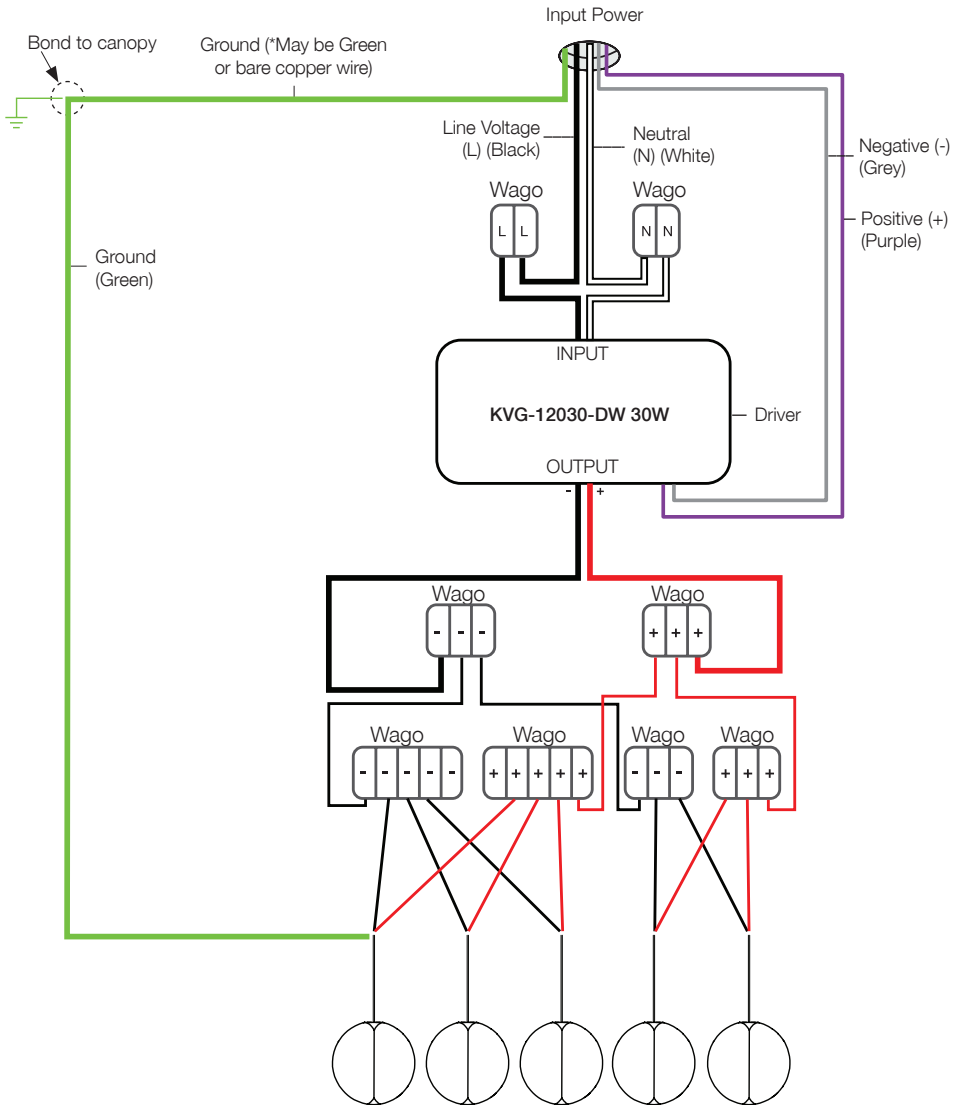 Input Power
Bond to canopy
Ground (*May be Green
or bare copper wire)
Line Voltage
(L) (Black)
Neutral
(N) (White)
Negative (-)
(Grey)
Positive (+)
(Purple)
Wago
Wago
L L
N N
Ground
(Green)
INPUT
KVG-12030-DW 30W
Driver
OUTPUT
- +
Wago
Wago
- - -
+ + +
Wago
Wago
Wago
Wago
- - - - -
+ + + + +
- - -
+ + +